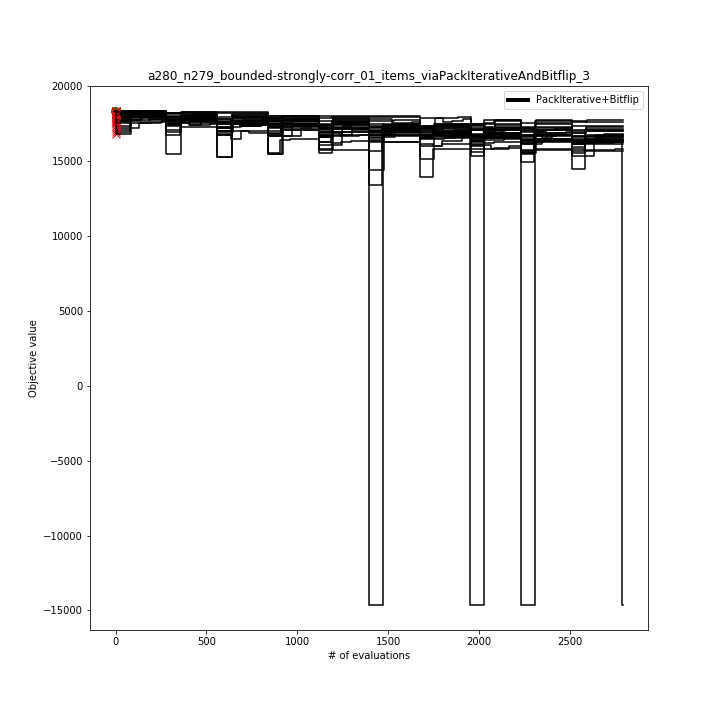 a280_n279_bounded-strongly-corr_01_items_viaPackIterativeAndBitflip_3
PackIterative+Bitflip
20000
15000
10000
5000
0
−5000
−10000
−15000
Objective value
0 500 1000 1500 2000 2500
# of evaluations